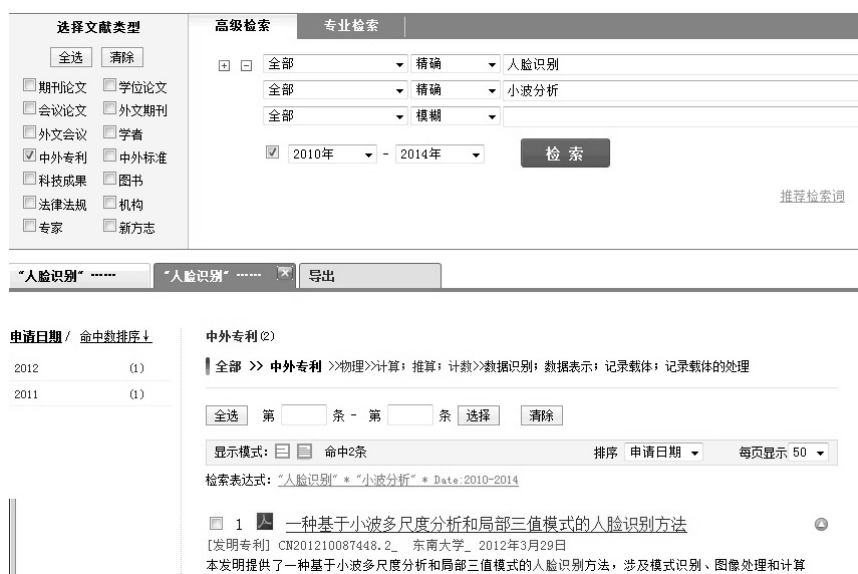 选择文献类型
全选 清除
期刊论文 学位论文
会议论文 外文期刊
外文会议 学者
中外专利 中外标准
科技成果 图书
法律法规 机构
专家 新方志
高级检索 专业检索
全部 精确 人脸识别
全部 精确 小波分析
全部 模糊
2010年 - 2014年 检 索
推荐检索词
“人脸识别” …… “人脸识别” …… 导出
申请日期 / 命中数排序↓
2012 (1)
2011 (1)
中外专利(2)
全部 >> 中外专利 >>物理>>计算；推算；计数>>数据识别；数据表示；记录载体；记录载体的处理
全选 第 条 - 第 条 选择 清除
显示模式： 命中2条 排序 申请日期 每页显示 50
检索表达式：“人脸识别” * “小波分析” * Date:2010-2014
1 一种基于小波多尺度分析和局部三值模式的人脸识别方法
[发明专利] CN201210087448.2_ 东南大学_ 2012年3月29日
本发明提供了一种基于小波多尺度分析和局部三值模式的人脸识别方法，涉及模式识别、图像处理和计算